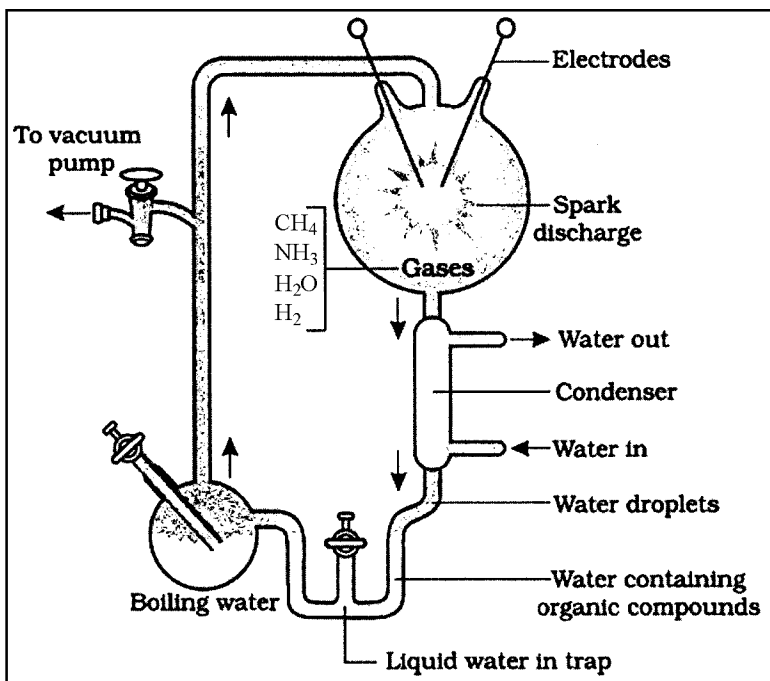 Electrodes
To vacuum
pump
Spark
discharge
CH₄
NH₃
H₂O
H₂
Gases
Water out
Condenser
Water in
Water droplets
Boiling water
Water containing
organic compounds
Liquid water in trap